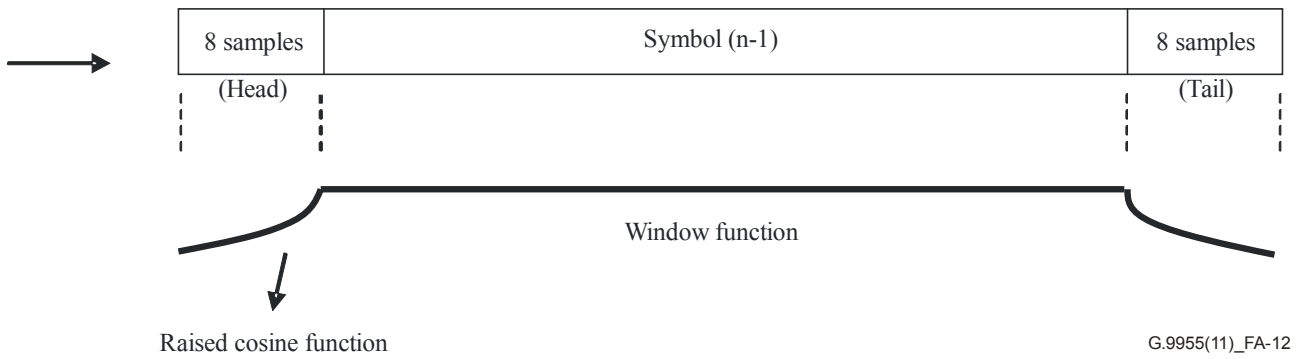 8 samples
Symbol (n-1)
8 samples
(Head)
(Tail)
Window function
Raised cosine function
G.9955(11)_FA-12